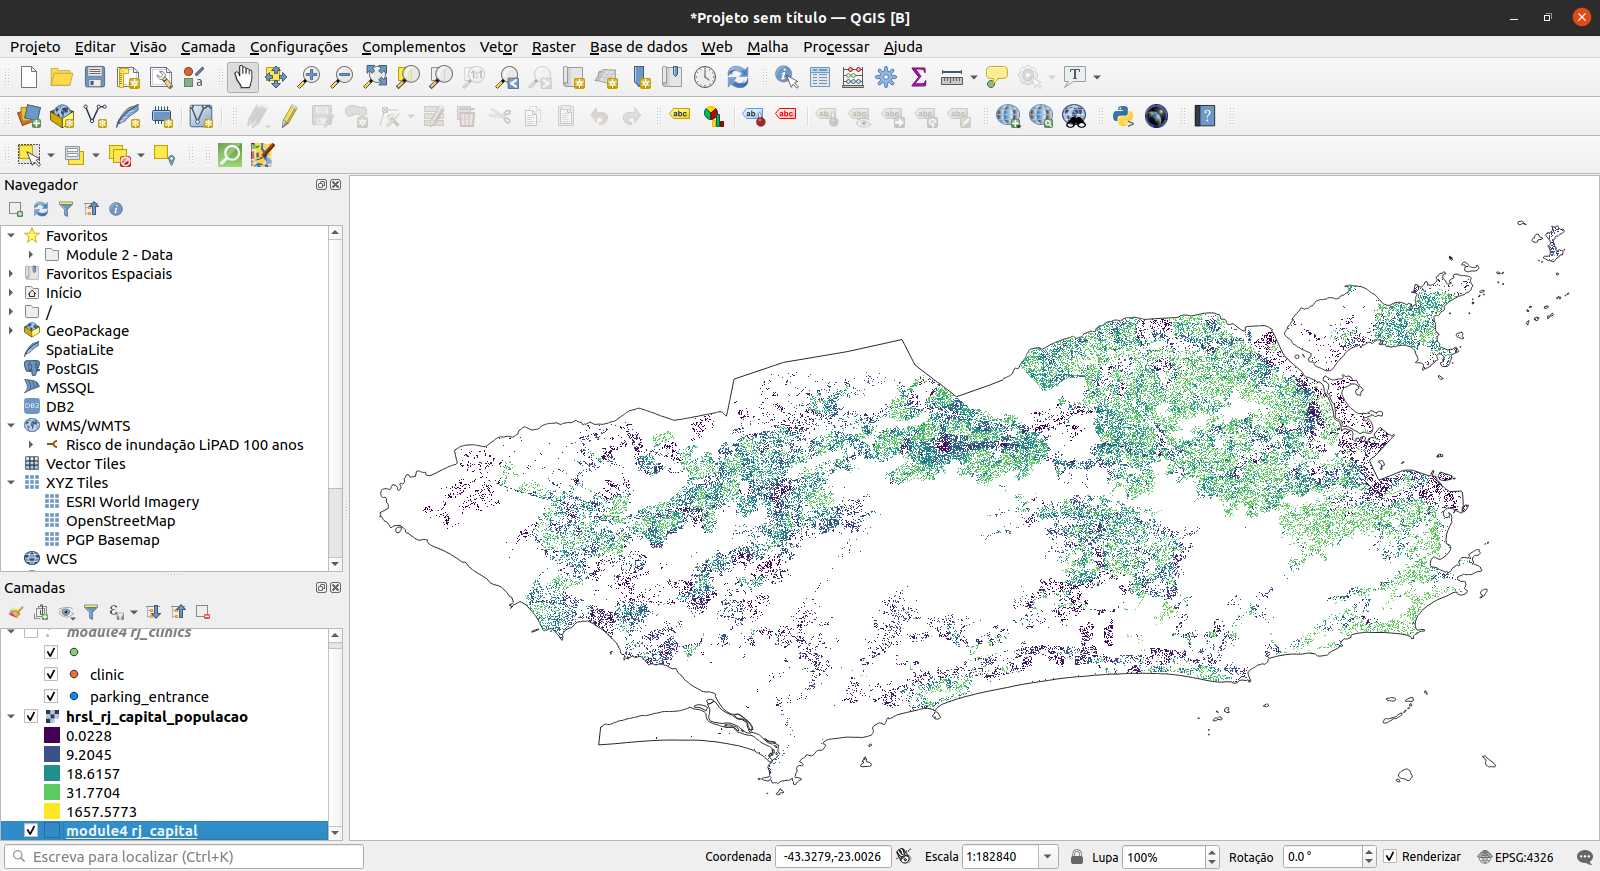 *Projeto sem título — QGIS [B]
Projeto Editar Visão Camada Configurações Complementos Vetor Raster Base de dados Web Malha Processar Ajuda
Navegador
Favoritos
Module 2 - Data
Favoritos Espaciais
Início
/
GeoPackage
SpatiaLite
PostGIS
MSSQL
DB2
WMS/WMTS
Risco de inundação LiPAD 100 anos
Vector Tiles
XYZ Tiles
ESRI World Imagery
OpenStreetMap
PGP Basemap
WCS
Camadas
module4 rj_clinics
clinic
parking_entrance
hrsl_rj_capital_populacao
0.0228
9.2045
18.6157
31.7704
1657.5773
module4 rj_capital
Escreva para localizar (Ctrl+K)
Coordenada -43.3279,-23.0026 Escala 1:182840 Lupa 100% Rotação 0.0 ° Renderizar EPSG:4326